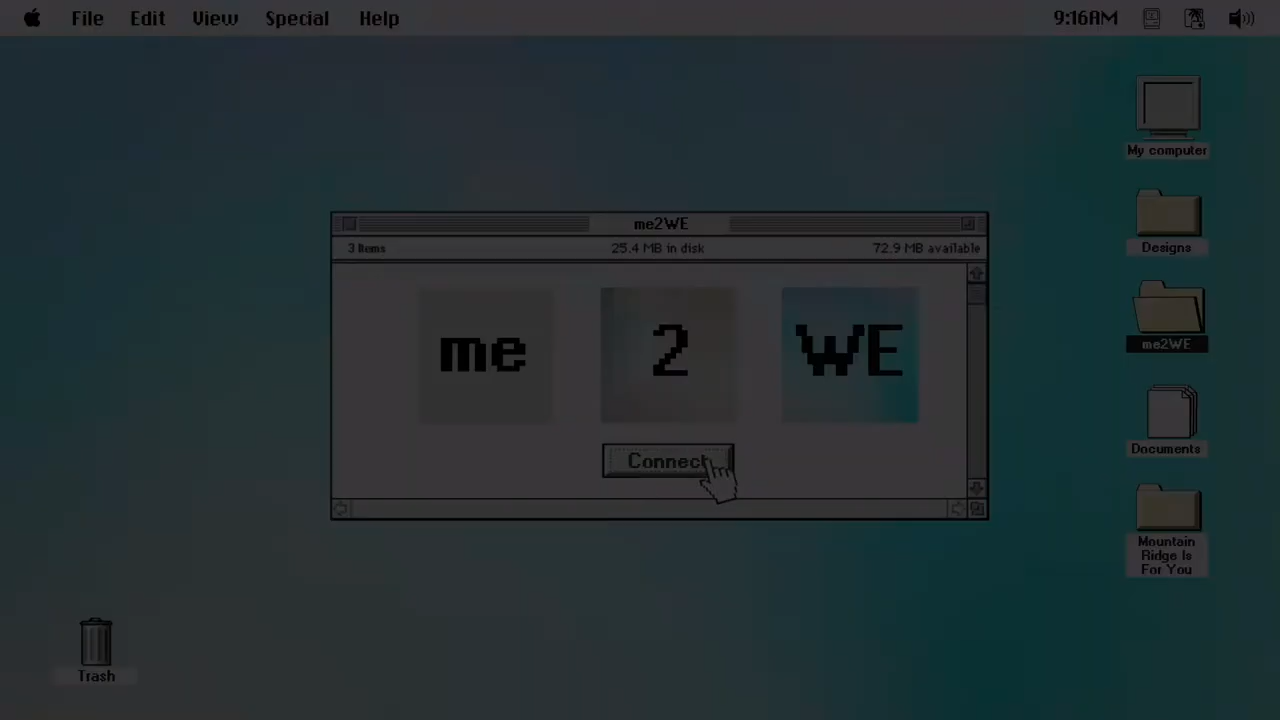 File Edit View Special Help 9:16AM
My computer
Designs
me2WE
3 Items 25.4 MB in disk 72.9 MB available
me 2 WE
Connect
me2WE
Documents
Mountain
Ridge Is
For You
Trash